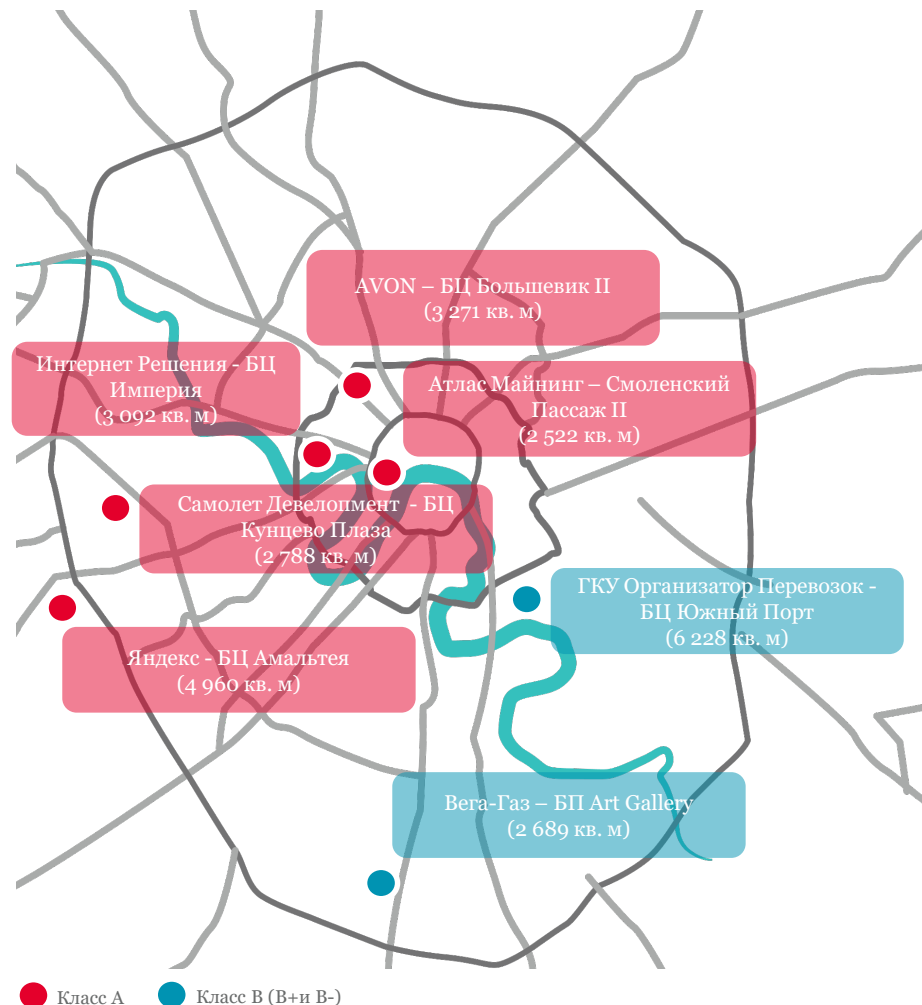 AVON – БЦ Большевик II
(3 271 кв. м)
Интернет Решения - БЦ
Империя
(3 092 кв. м)
Атлас Майнинг – Смоленский
Пассаж II
(2 522 кв. м)
Самолет Девелопмент - БЦ
Кунцево Плаза
(2 788 кв. м)
ГКУ Организатор Перевозок -
БЦ Южный Порт
(6 228 кв. м)
Яндекс - БЦ Амальтея
(4 960 кв. м)
Вега-Газ – БП Art Gallery
(2 689 кв. м)
Класс А
Класс В (В+и В-)